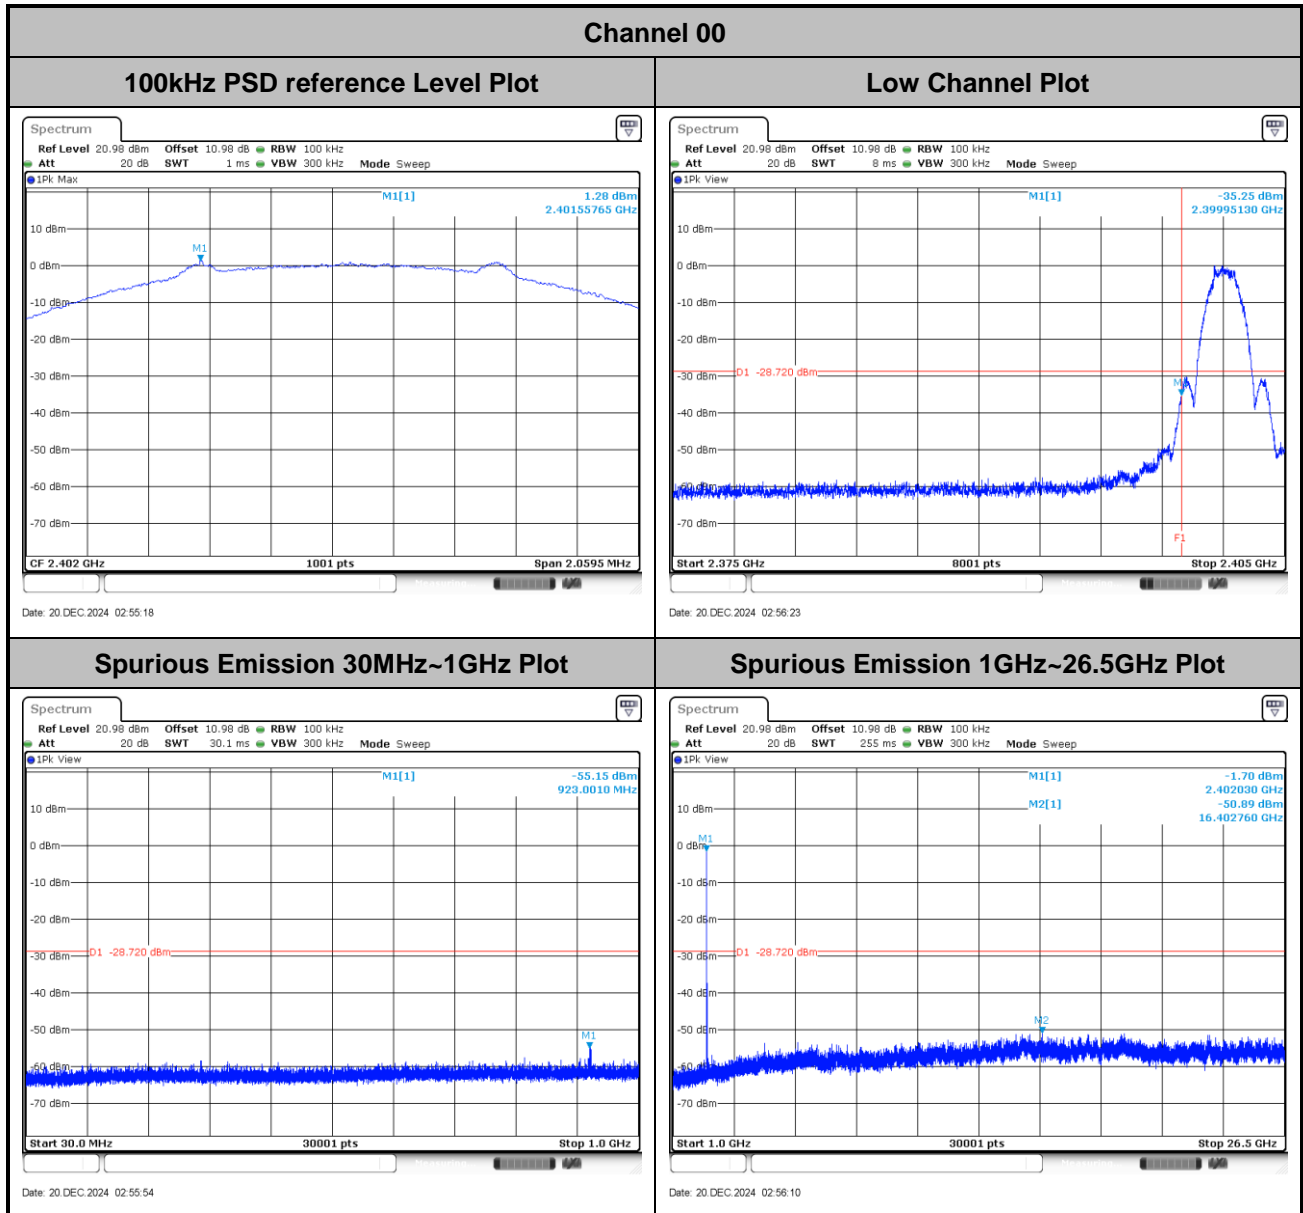 Channel 00
100kHz PSD reference Level Plot
Low Channel Plot
Spectrum
Ref Level 20.98 dBm Offset 10.98 dB RBW 100 kHz
Att 20 dB SWT 1 ms VBW 300 kHz Mode Sweep
1Pk Max
M1[1] 1.28 dBm
2.40155765 GHz
10 dBm
M1
0 dBm
-10 dBm
-20 dBm
-30 dBm
-40 dBm
-50 dBm
-60 dBm
-70 dBm
CF 2.402 GHz 1001 pts Span 2.0595 MHz
Measuring
Date: 20.DEC.2024 02:55:18
Spectrum
Ref Level 20.98 dBm Offset 10.98 dB RBW 100 kHz
Att 20 dB SWT 8 ms VBW 300 kHz Mode Sweep
1Pk View
M1[1] -35.25 dBm
2.39995130 GHz
10 dBm
0 dBm
-10 dBm
-20 dBm
-30 dBm D1 -28.720 dBm
-40 dBm
-50 dBm
-60 dBm
-70 dBm
F1
Start 2.375 GHz 8001 pts Stop 2.405 GHz
Measuring
Date: 20.DEC.2024 02:56:23
Spurious Emission 30MHz~1GHz Plot
Spurious Emission 1GHz~26.5GHz Plot
Spectrum
Ref Level 20.98 dBm Offset 10.98 dB RBW 100 kHz
Att 20 dB SWT 30.1 ms VBW 300 kHz Mode Sweep
1Pk View
M1[1] -55.15 dBm
923.0010 MHz
10 dBm
0 dBm
-10 dBm
-20 dBm
D1 -28.720 dBm
-30 dBm
-40 dBm
-50 dBm
M1
-60 dBm
-70 dBm
Start 30.0 MHz 30001 pts Stop 1.0 GHz
Measuring
Date: 20.DEC.2024 02:55:54
Spectrum
Ref Level 20.98 dBm Offset 10.98 dB RBW 100 kHz
Att 20 dB SWT 255 ms VBW 300 kHz Mode Sweep
1Pk View
M1[1] -1.70 dBm
2.402030 GHz
M2[1] -50.89 dBm
16.402760 GHz
10 dBm
M1
0 dBm
-10 dBm
-20 dBm
D1 -28.720 dBm
-30 dBm
-40 dBm
M2
-50 dBm
-60 dBm
-70 dBm
Start 1.0 GHz 30001 pts Stop 26.5 GHz
Measuring
Date: 20.DEC.2024 02:56:10